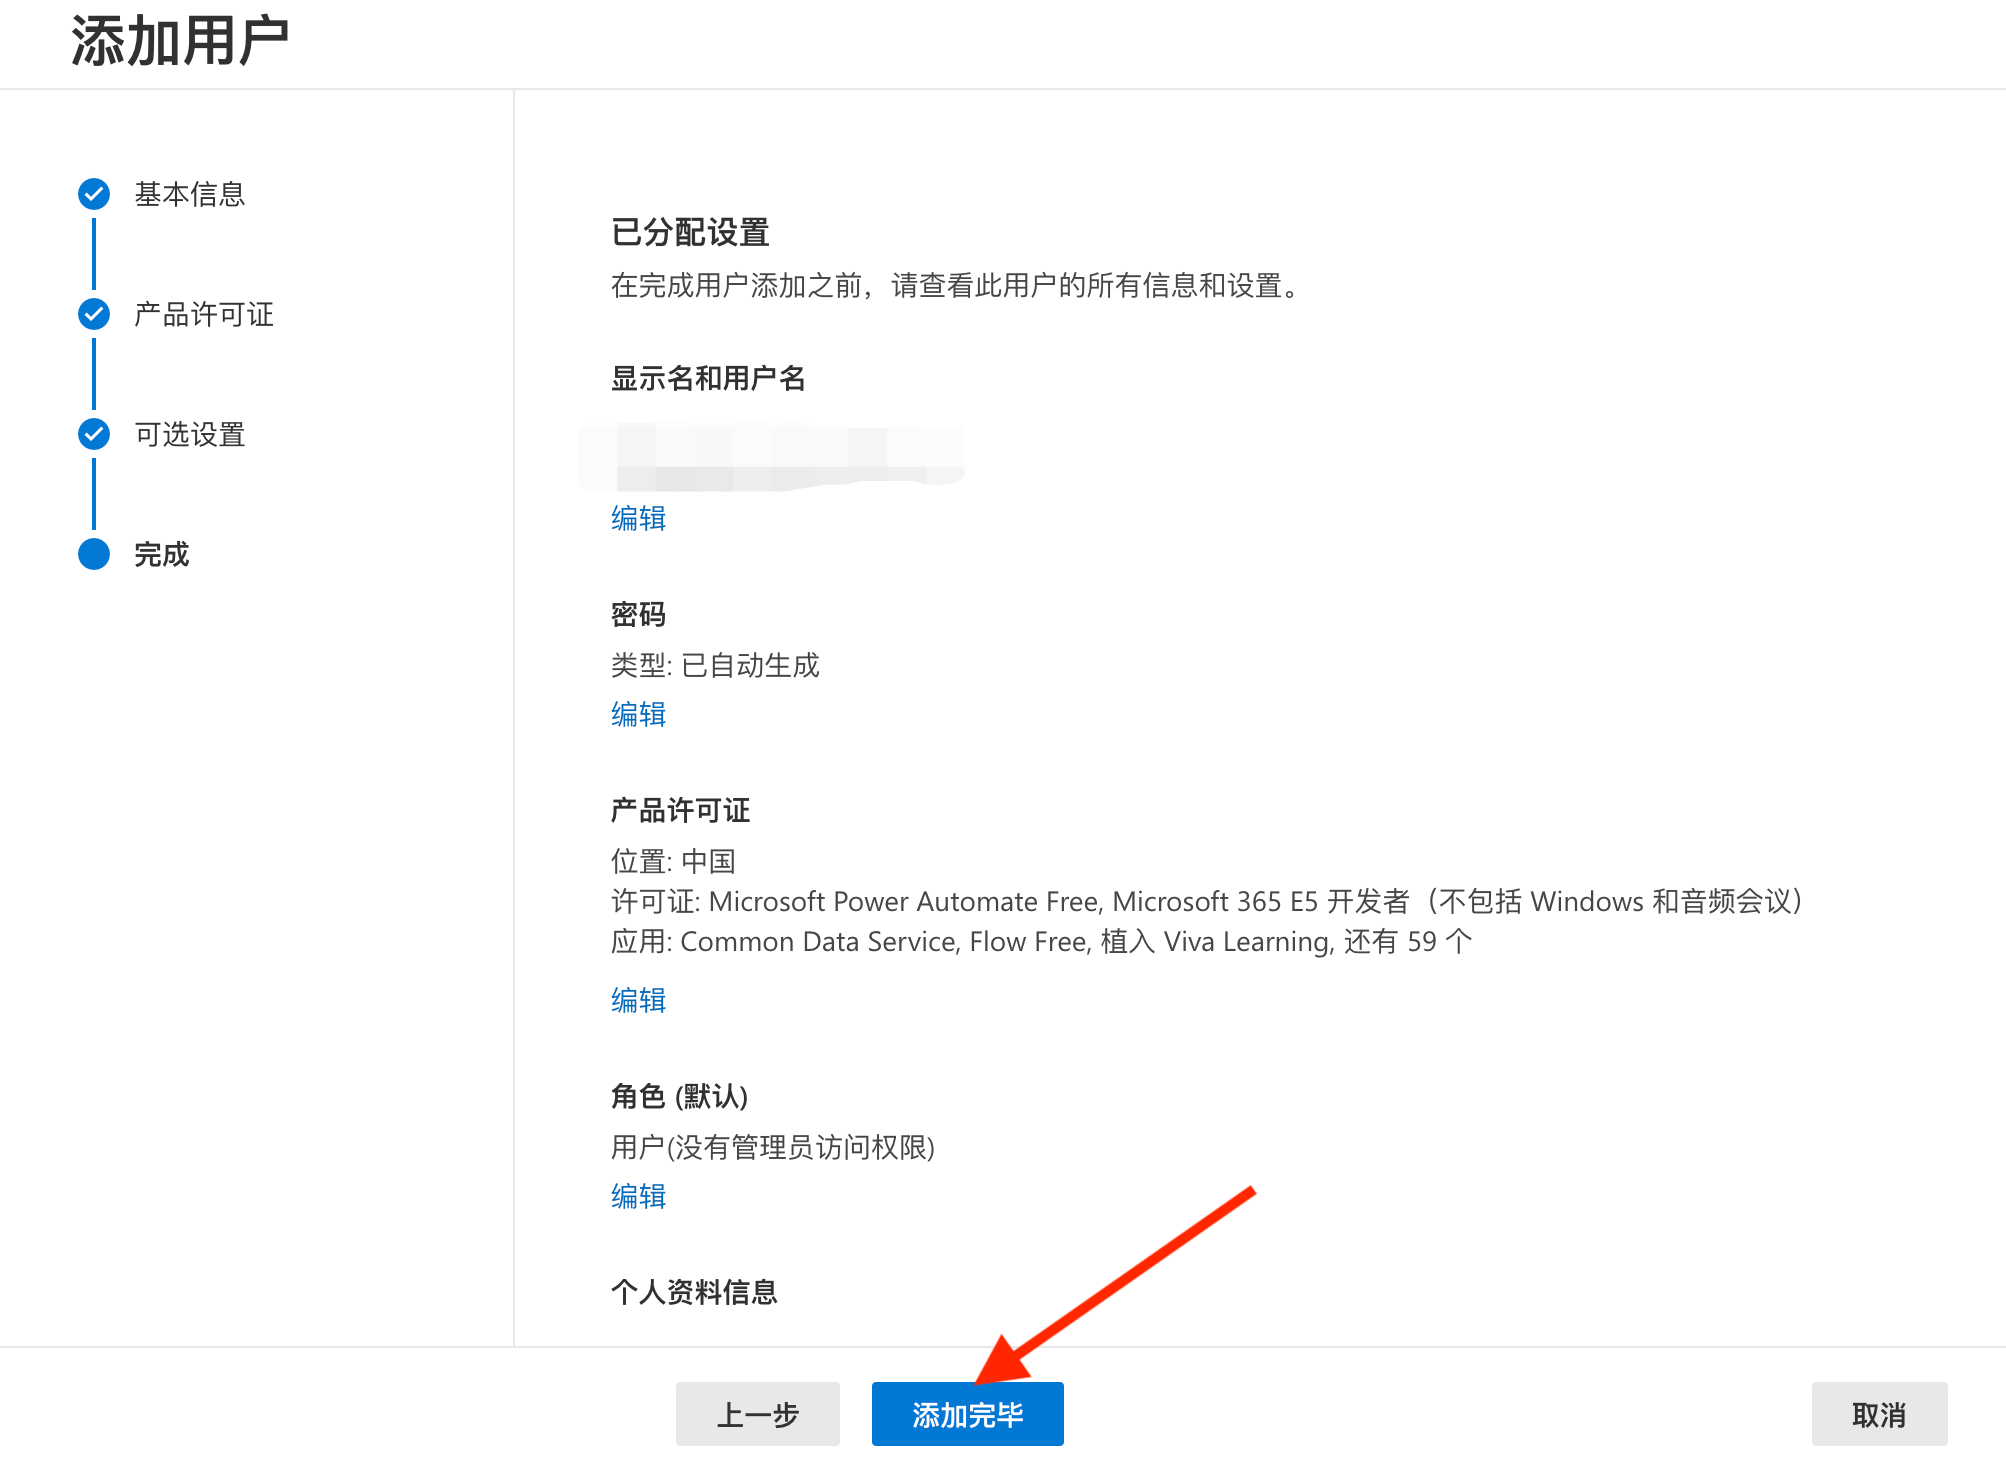 添加用户
基本信息
产品许可证
可选设置
完成
已分配设置
在完成用户添加之前，请查看此用户的所有信息和设置。
显示名和用户名
编辑
密码
类型: 已自动生成
编辑
产品许可证
位置: 中国
许可证: Microsoft Power Automate Free, Microsoft 365 E5 开发者（不包括 Windows 和音频会议）
应用: Common Data Service, Flow Free, 植入 Viva Learning, 还有 59 个
编辑
角色 (默认)
用户(没有管理员访问权限)
编辑
个人资料信息
上一步
添加完毕
取消